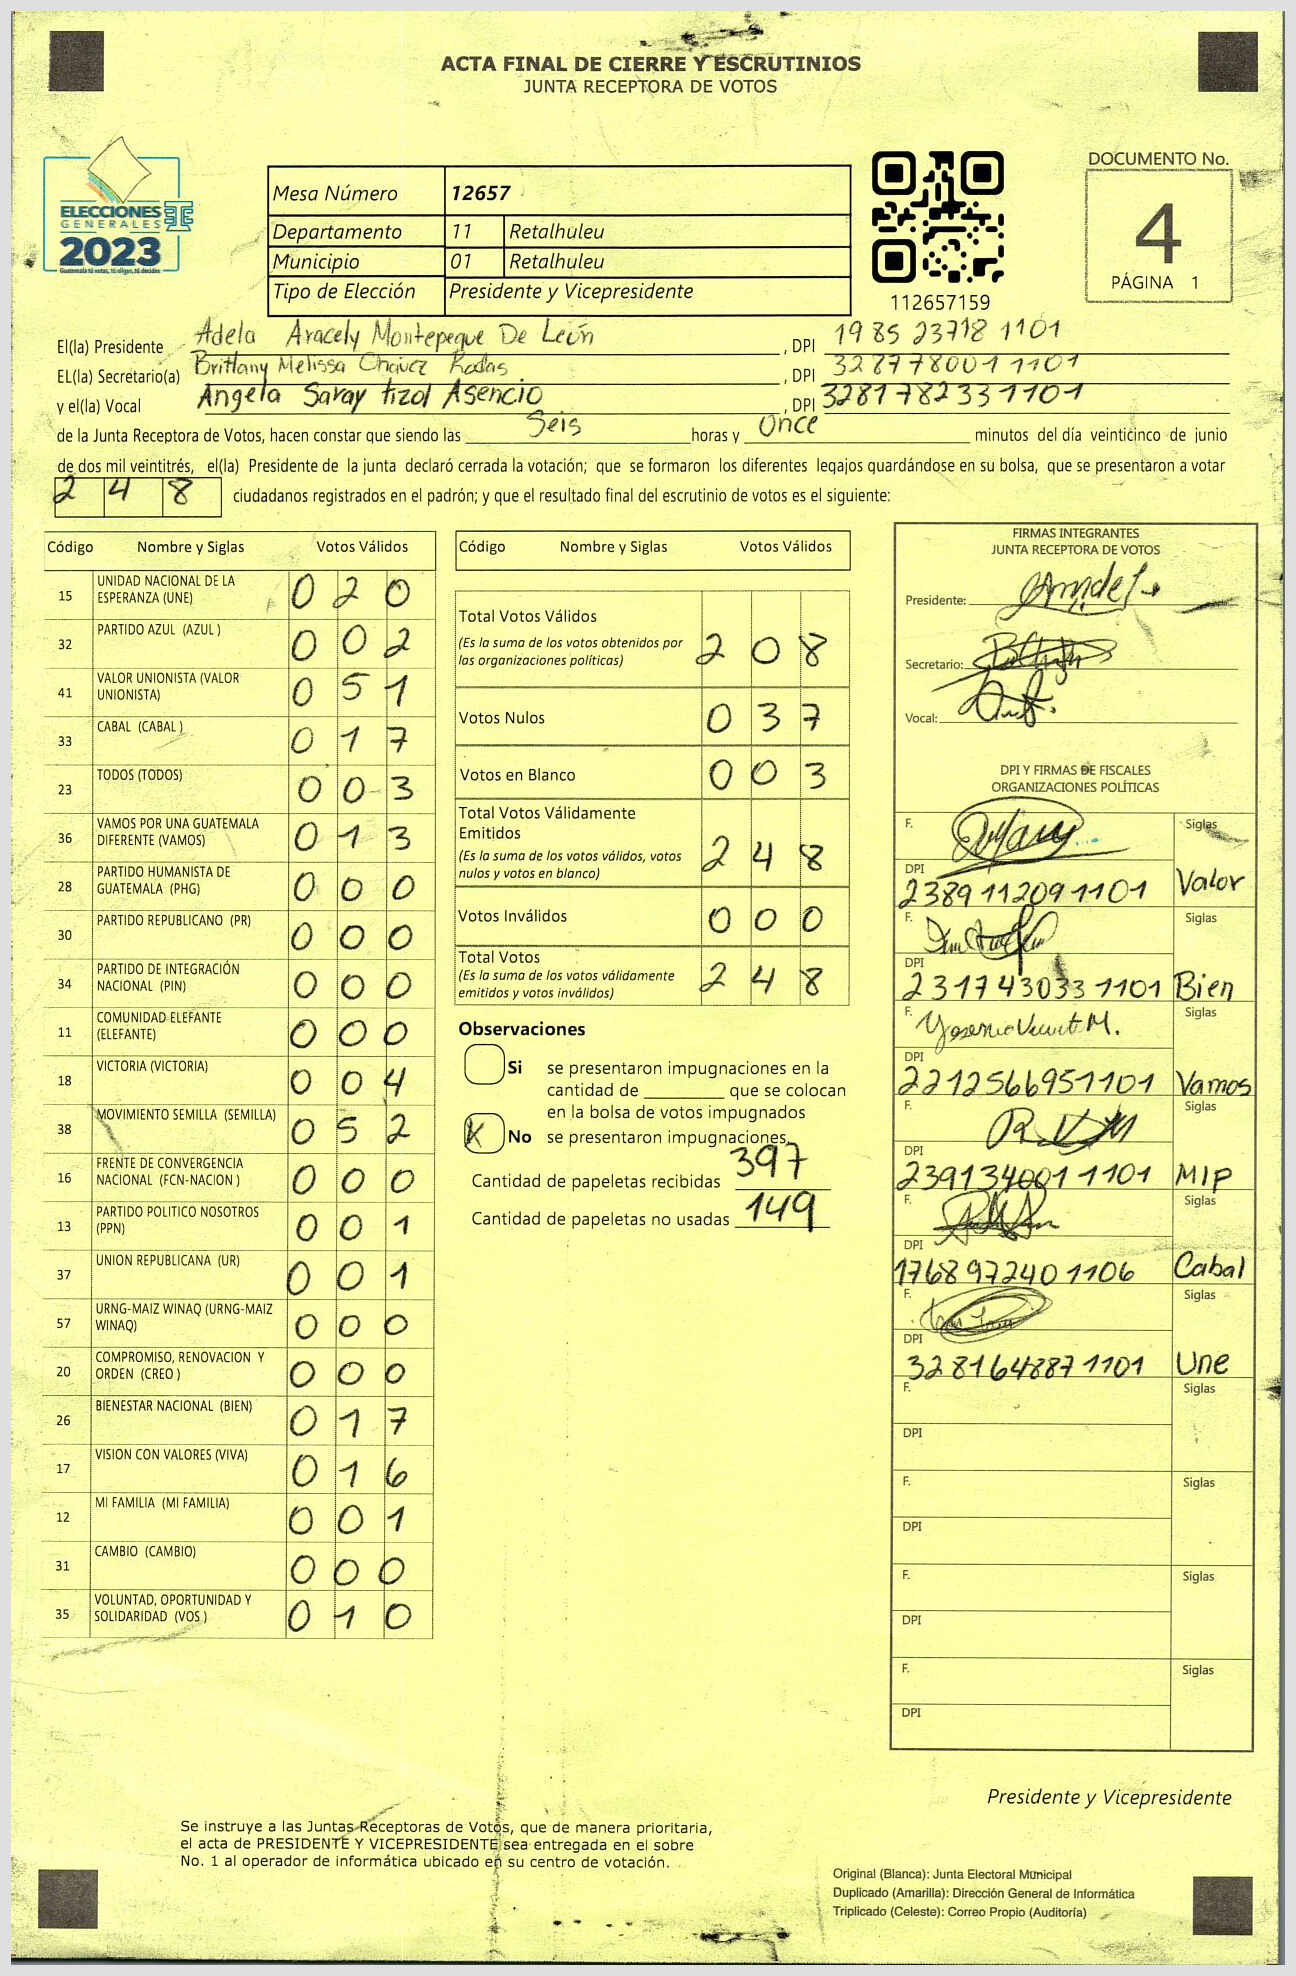 ACTA FINAL DE CIERRE Y ESCRUTINIOS
JUNTA RECEPTORA DE VOTOS
ELECCIONES
GENERALES
2023
Guatemala tú votas, tú eliges, tú decides
Mesa Número 12657
Departamento 11 Retalhuleu
Municipio 01 Retalhuleu
Tipo de Elección Presidente y Vicepresidente
112657159
DOCUMENTO No.
4
PÁGINA 1
El(la) Presidente Adela Aracely Montepeque De León , DPI 1985 23718 1101
EL(la) Secretario(a) Brittany Melissa Chávez Rodas , DPI 328778001 1101
y el(la) Vocal Angela Saray tizol Asencio , DPI 3281782331101
de la Junta Receptora de Votos, hacen constar que siendo las Seis horas y Once minutos del día veinticinco de junio
de dos mil veintitrés, el(la) Presidente de la junta declaró cerrada la votación; que se formaron los diferentes legajos guardándose en su bolsa, que se presentaron a votar
2 4 8 ciudadanos registrados en el padrón; y que el resultado final del escrutinio de votos es el siguiente:
Código Nombre y Siglas Votos Válidos
15 UNIDAD NACIONAL DE LA ESPERANZA (UNE) 0 2 0
32 PARTIDO AZUL (AZUL ) 0 0 2
41 VALOR UNIONISTA (VALOR UNIONISTA) 0 5 1
33 CABAL (CABAL ) 0 1 7
23 TODOS (TODOS) 0 0 3
36 VAMOS POR UNA GUATEMALA DIFERENTE (VAMOS) 0 1 3
28 PARTIDO HUMANISTA DE GUATEMALA (PHG) 0 0 0
30 PARTIDO REPUBLICANO (PR) 0 0 0
34 PARTIDO DE INTEGRACIÓN NACIONAL (PIN) 0 0 0
11 COMUNIDAD ELEFANTE (ELEFANTE) 0 0 0
18 VICTORIA (VICTORIA) 0 0 4
38 MOVIMIENTO SEMILLA (SEMILLA) 0 5 2
16 FRENTE DE CONVERGENCIA NACIONAL (FCN-NACION ) 0 0 0
13 PARTIDO POLITICO NOSOTROS (PPN) 0 0 1
37 UNION REPUBLICANA (UR) 0 0 1
57 URNG-MAIZ WINAQ (URNG-MAIZ WINAQ) 0 0 0
20 COMPROMISO, RENOVACION Y ORDEN (CREO ) 0 0 0
26 BIENESTAR NACIONAL (BIEN) 0 1 7
17 VISION CON VALORES (VIVA) 0 1 6
12 MI FAMILIA (MI FAMILIA) 0 0 1
31 CAMBIO (CAMBIO) 0 0 0
35 VOLUNTAD, OPORTUNIDAD Y SOLIDARIDAD (VOS ) 0 1 0
Código Nombre y Siglas Votos Válidos
Total Votos Válidos
(Es la suma de los votos obtenidos por las organizaciones políticas) 2 0 8
Votos Nulos 0 3 7
Votos en Blanco 0 0 3
Total Votos Válidamente Emitidos
(Es la suma de los votos válidos, votos nulos y votos en blanco) 2 4 8
Votos Inválidos 0 0 0
Total Votos
(Es la suma de los votos válidamente emitidos y votos inválidos) 2 4 8
Observaciones
Si se presentaron impugnaciones en la
cantidad de ________ que se colocan
en la bolsa de votos impugnados
X No se presentaron impugnaciones
Cantidad de papeletas recibidas 397
Cantidad de papeletas no usadas 149
FIRMAS INTEGRANTES
JUNTA RECEPTORA DE VOTOS
Presidente:
Secretario:
Vocal:
DPI Y FIRMAS DE FISCALES
ORGANIZACIONES POLÍTICAS
F. Siglas
DPI 2389112091101 Valor
F. Siglas
DPI 2317430331101 Bien
F. Siglas
DPI 2212566951101 Vamos
F. Siglas
DPI 2391340011101 MIP
F. Siglas
DPI 1768972401106 Cabal
F. Siglas
DPI 3281648871101 Une
F. Siglas
DPI
F. Siglas
DPI
F. Siglas
DPI
F. Siglas
DPI
Presidente y Vicepresidente
Se instruye a las Juntas Receptoras de Votos, que de manera prioritaria,
el acta de PRESIDENTE Y VICEPRESIDENTE sea entregada en el sobre
No. 1 al operador de informática ubicado en su centro de votación.
Original (Blanca): Junta Electoral Municipal
Duplicado (Amarilla): Dirección General de Informática
Triplicado (Celeste): Correo Propio (Auditoría)